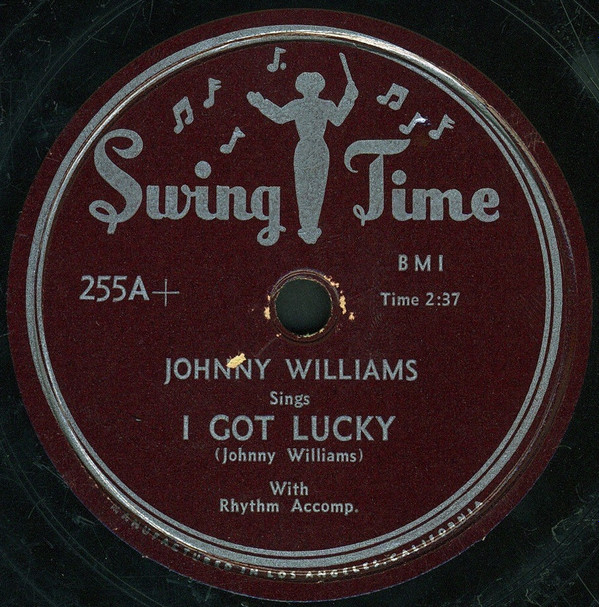 Swing Time
BMI
255A+
Time 2:37
JOHNNY WILLIAMS
Sings
I GOT LUCKY
(Johnny Williams)
With
Rhythm Accomp.
MANUFACTURED IN LOS ANGELES, CALIFORNIA